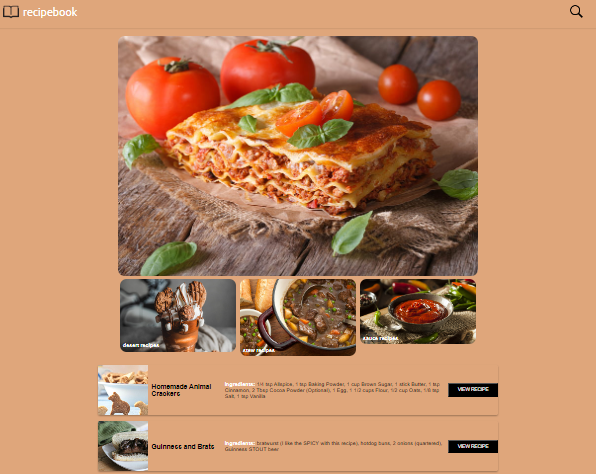 recipebook
desert recipes
stew recipes
sauce recipes
Homemade Animal
Crackers
Ingredients: 1/4 tsp Allspice, 1 tsp Baking Powder, 1 cup Brown Sugar, 1 stick Butter, 1 tsp
Cinnamon, 2 Tbsp Cocoa Powder (Optional), 1 Egg, 1 1/2 cups Flour, 1/2 cup Oats, 1/8 tsp
Salt, 1 tsp Vanilla
VIEW RECIPE
Guinness and Brats
Ingredients: bratwurst (I like the SPICY with this recipe), hotdog buns, 2 onions (quartered),
Guinness STOUT beer
VIEW RECIPE